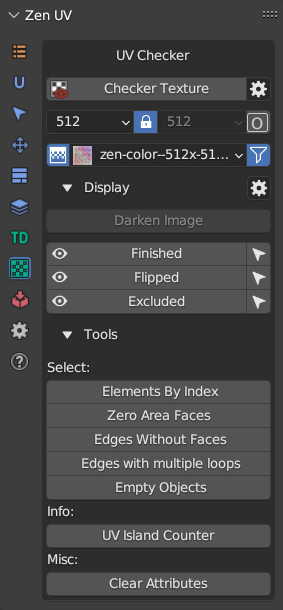 Zen UV
UV Checker
Checker Texture
512 512 O
zen-color--512x-51...
Display
Darken Image
Finished
Flipped
Excluded
TD
Tools
Select:
Elements By Index
Zero Area Faces
Edges Without Faces
Edges with multiple loops
Empty Objects
Info:
UV Island Counter
Misc:
Clear Attributes